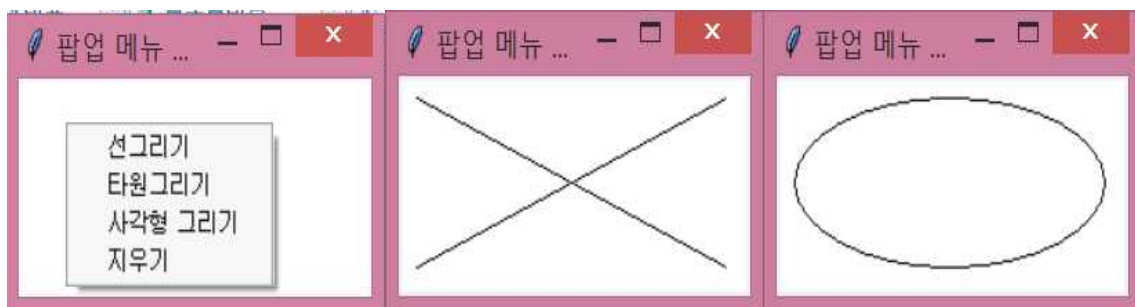 팝업 메뉴 ...
x
선그리기
타원그리기
사각형 그리기
지우기
팝업 메뉴 ...
x
팝업 메뉴 ...
x